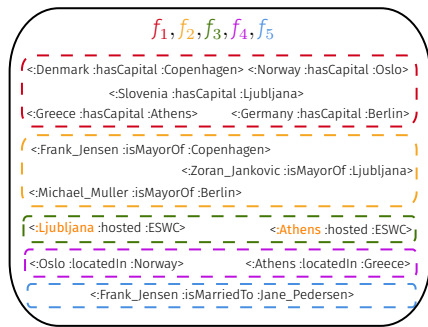 f₁,f₂,f₃,f₄,f₅
<:Denmark :hasCapital :Copenhagen> <:Norway :hasCapital :Oslo>
<:Slovenia :hasCapital :Ljubljana>
<:Greece :hasCapital :Athens> <:Germany :hasCapital :Berlin>
<:Frank_Jensen :isMayorOf :Copenhagen>
<:Zoran_Jankovic :isMayorOf :Ljubljana>
<:Michael_Muller :isMayorOf :Berlin>
<:Ljubljana :hosted :ESWC> <:Athens :hosted :ESWC>
<:Oslo :locatedIn :Norway> <:Athens :locatedIn :Greece>
<:Frank_Jensen :isMarriedTo :Jane_Pedersen>